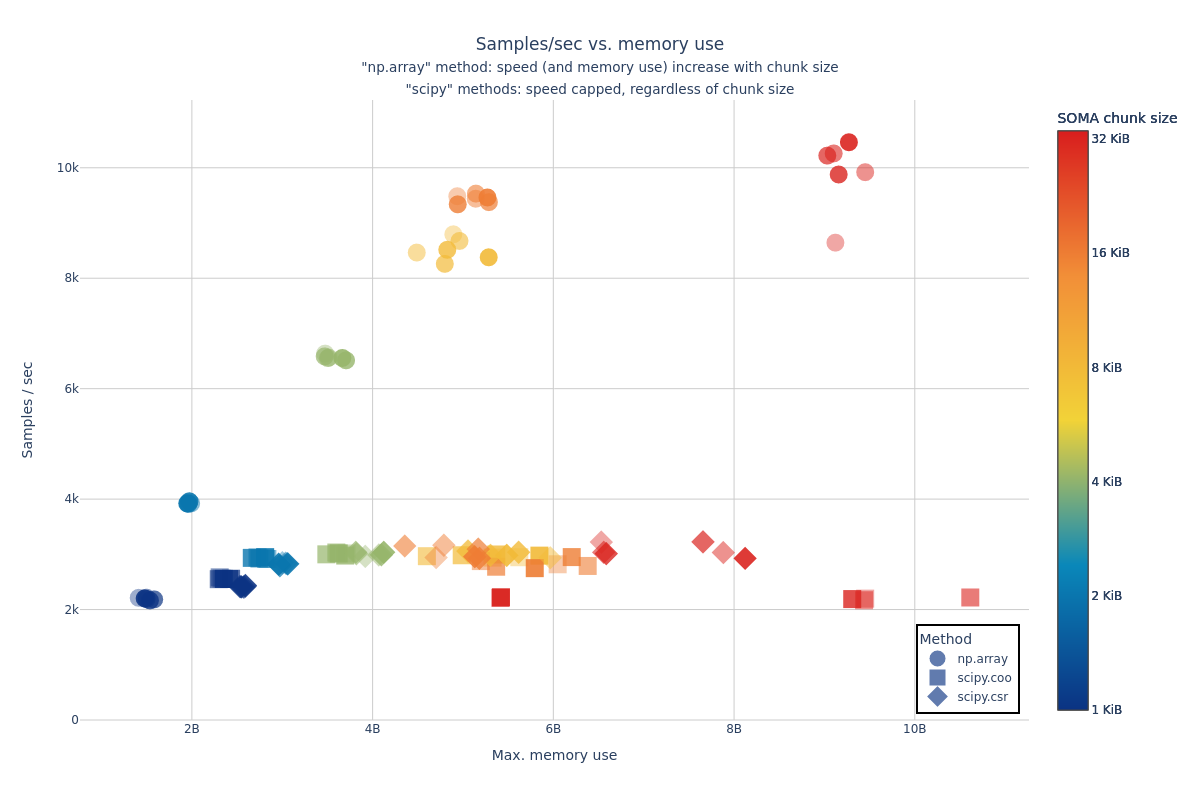 Samples/sec vs. memory use
"np.array" method: speed (and memory use) increase with chunk size
"scipy" methods: speed capped, regardless of chunk size
SOMA chunk size
32 KiB
16 KiB
8 KiB
4 KiB
2 KiB
1 KiB
Samples / sec
10k
8k
6k
4k
2k
0
2B
4B
6B
8B
10B
Max. memory use
Method
np.array
scipy.coo
scipy.csr